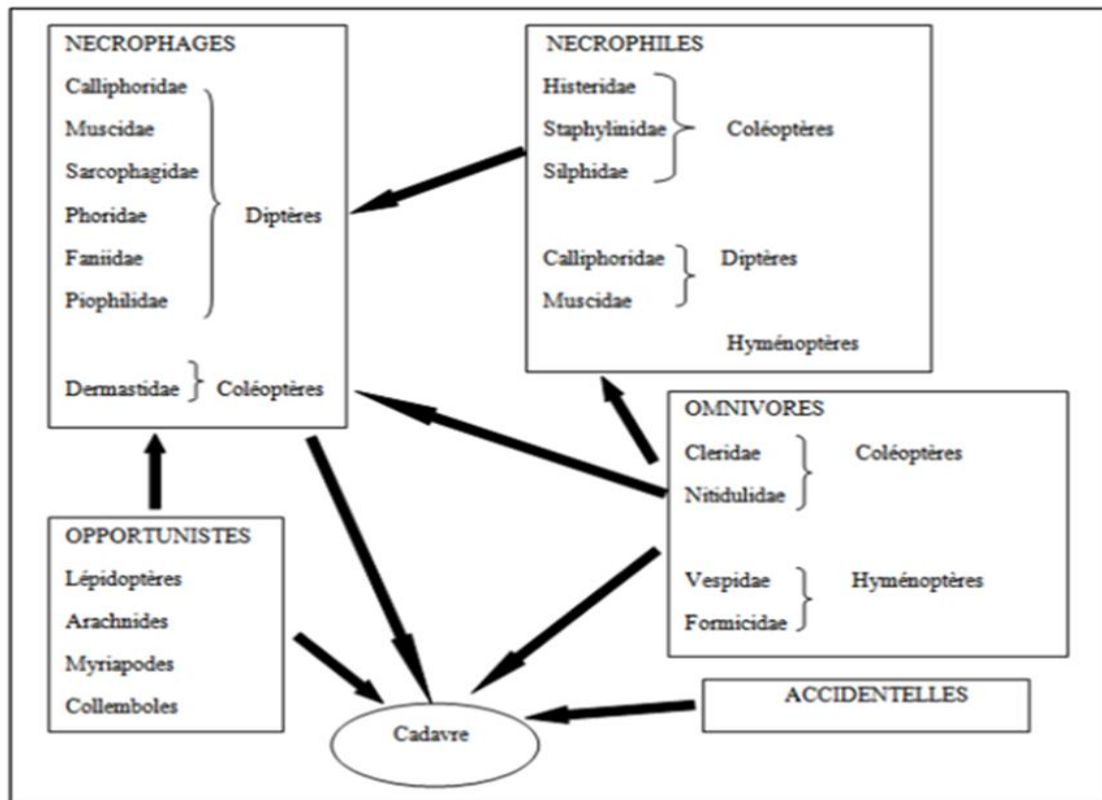 NECROPHAGES
Calliphoridae
Muscidae
Sarcophagidae
Phoridae
Diptères
Faniidae
Piophilidae
Dermastidae
Coléoptères
NECROPHILES
Histeridae
Staphylinidae
Coléoptères
Silphidae
Calliphoridae
Diptères
Muscidae
Hyménoptères
OMNIVORES
Cleridae
Coléoptères
Nitidulidae
Vespidae
Hyménoptères
Formicidae
OPPORTUNISTES
Lépidoptères
Arachnides
Myriapodes
Collemboles
ACCIDENTELLES
Cadavre